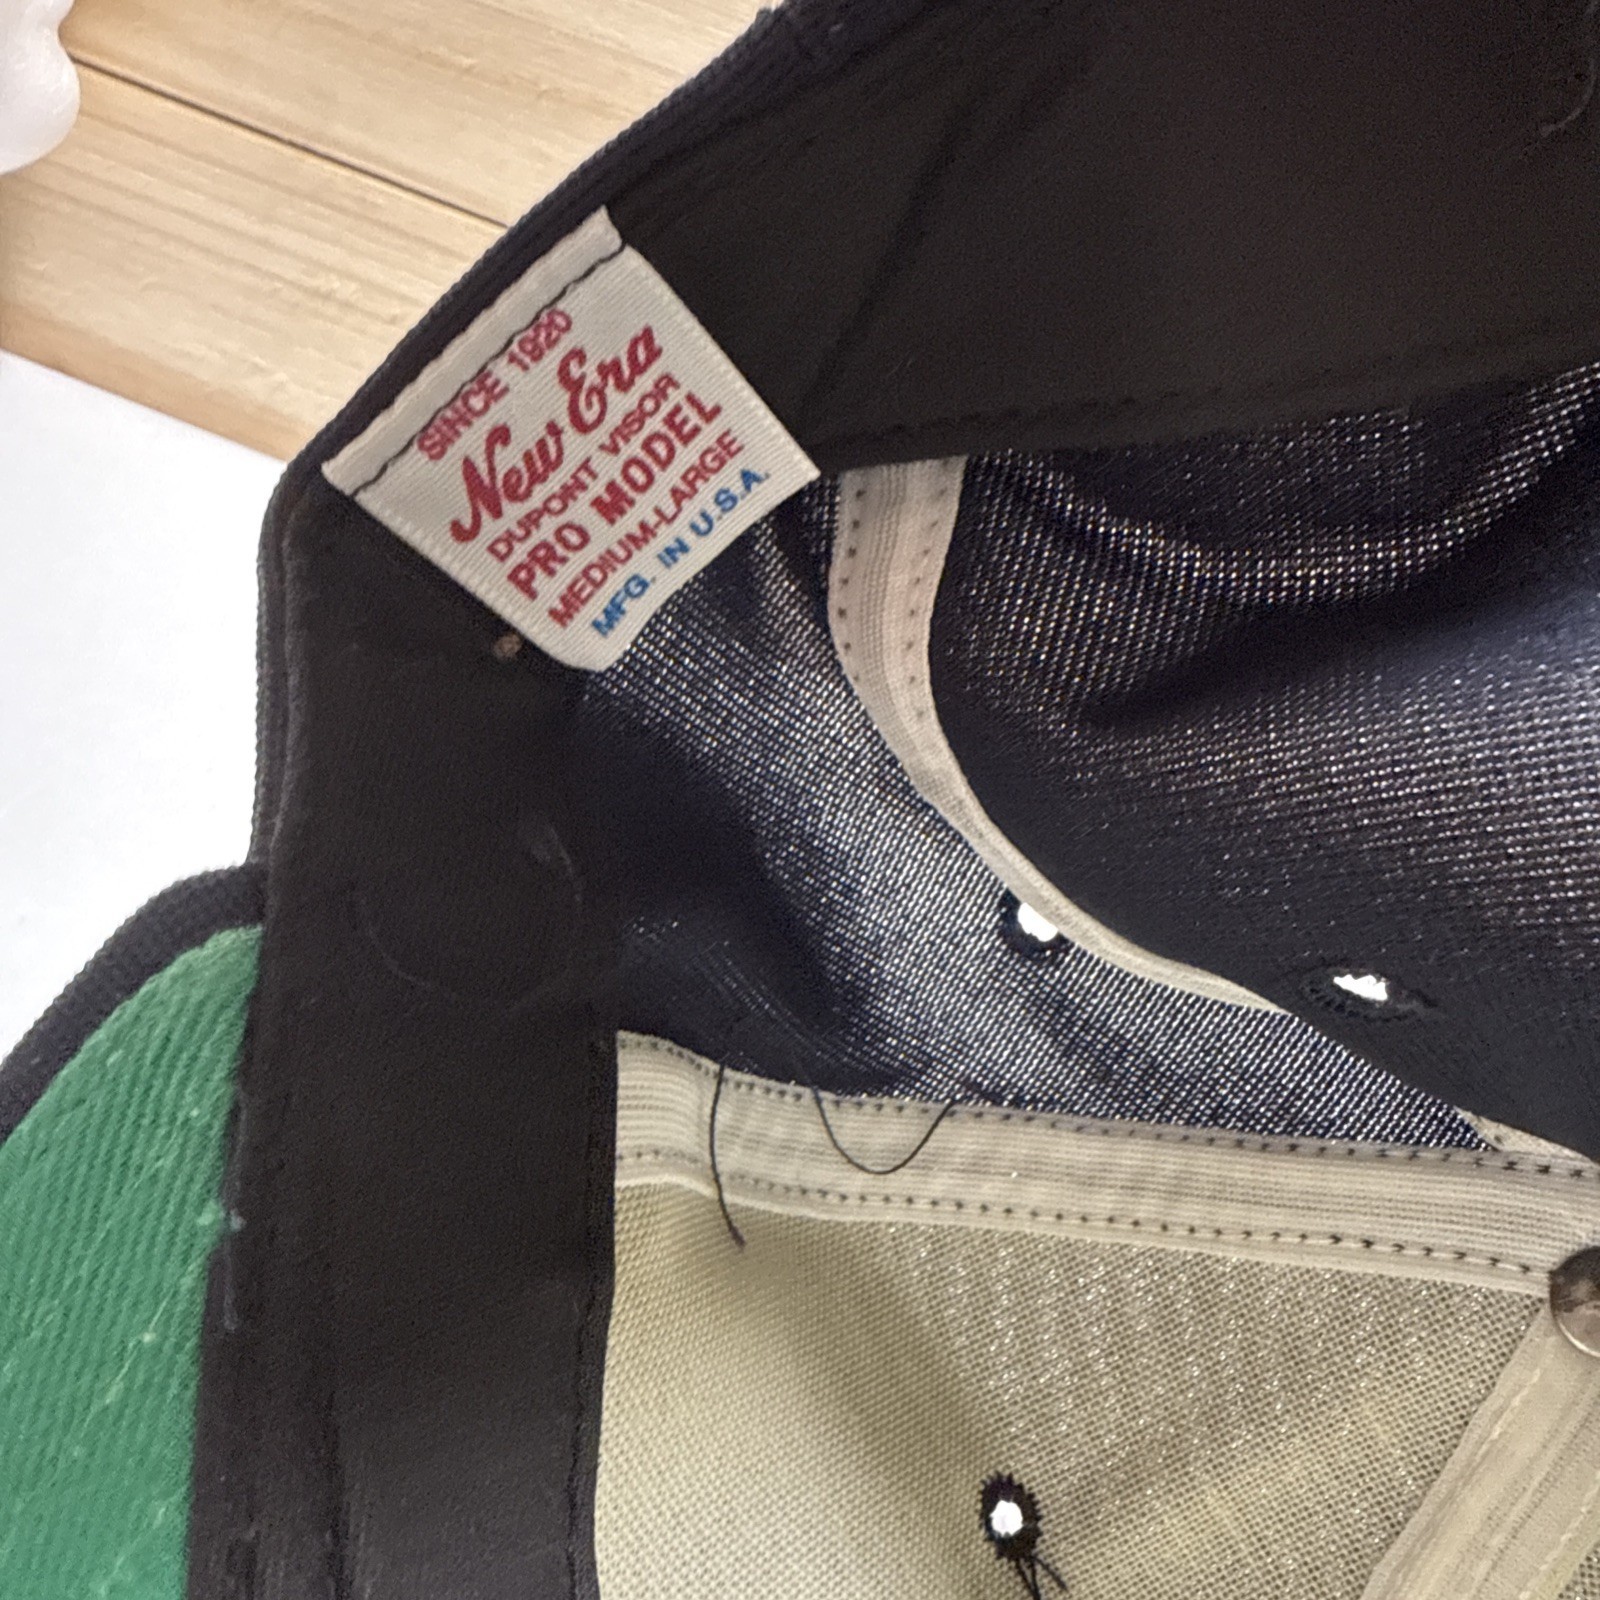 SINCE 1920
New Era
DUPONT VISOR
PRO MODEL
MEDIUM-LARGE
MFG. IN U.S.A.